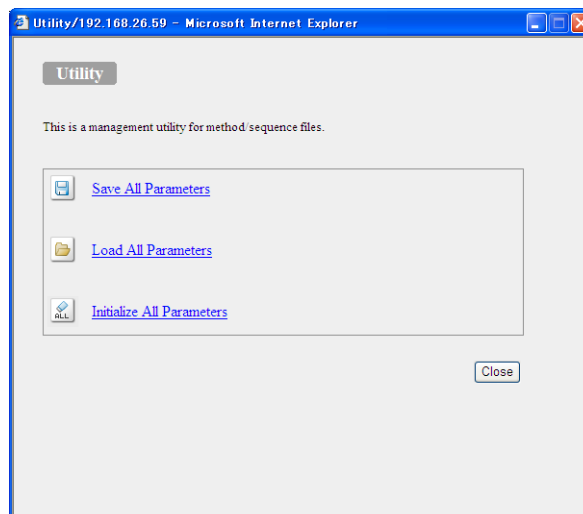 Utility/192.168.26.59 - Microsoft Internet Explorer
Utility
This is a management utility for method/sequence files.
Save All Parameters
Load All Parameters
ALL
Initialize All Parameters
Close